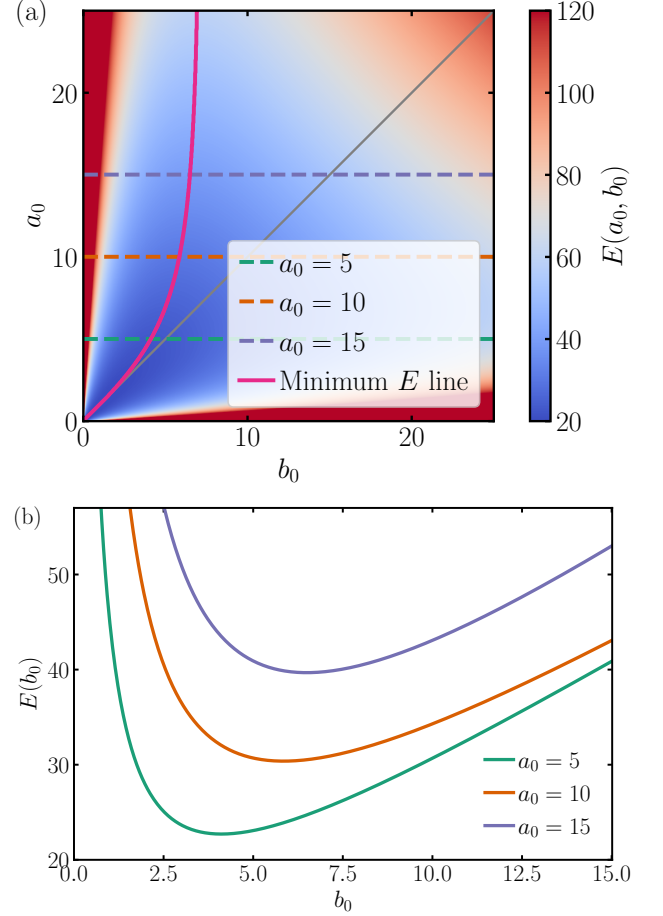 (a)
120
100
80
60
40
20
E(a₀, b₀)
20
10
0
a₀
a₀ = 5
a₀ = 10
a₀ = 15
Minimum E line
0 10 20
b₀
(b)
50
40
30
20
E(b₀)
a₀ = 5
a₀ = 10
a₀ = 15
0.0 2.5 5.0 7.5 10.0 12.5 15.0
b₀